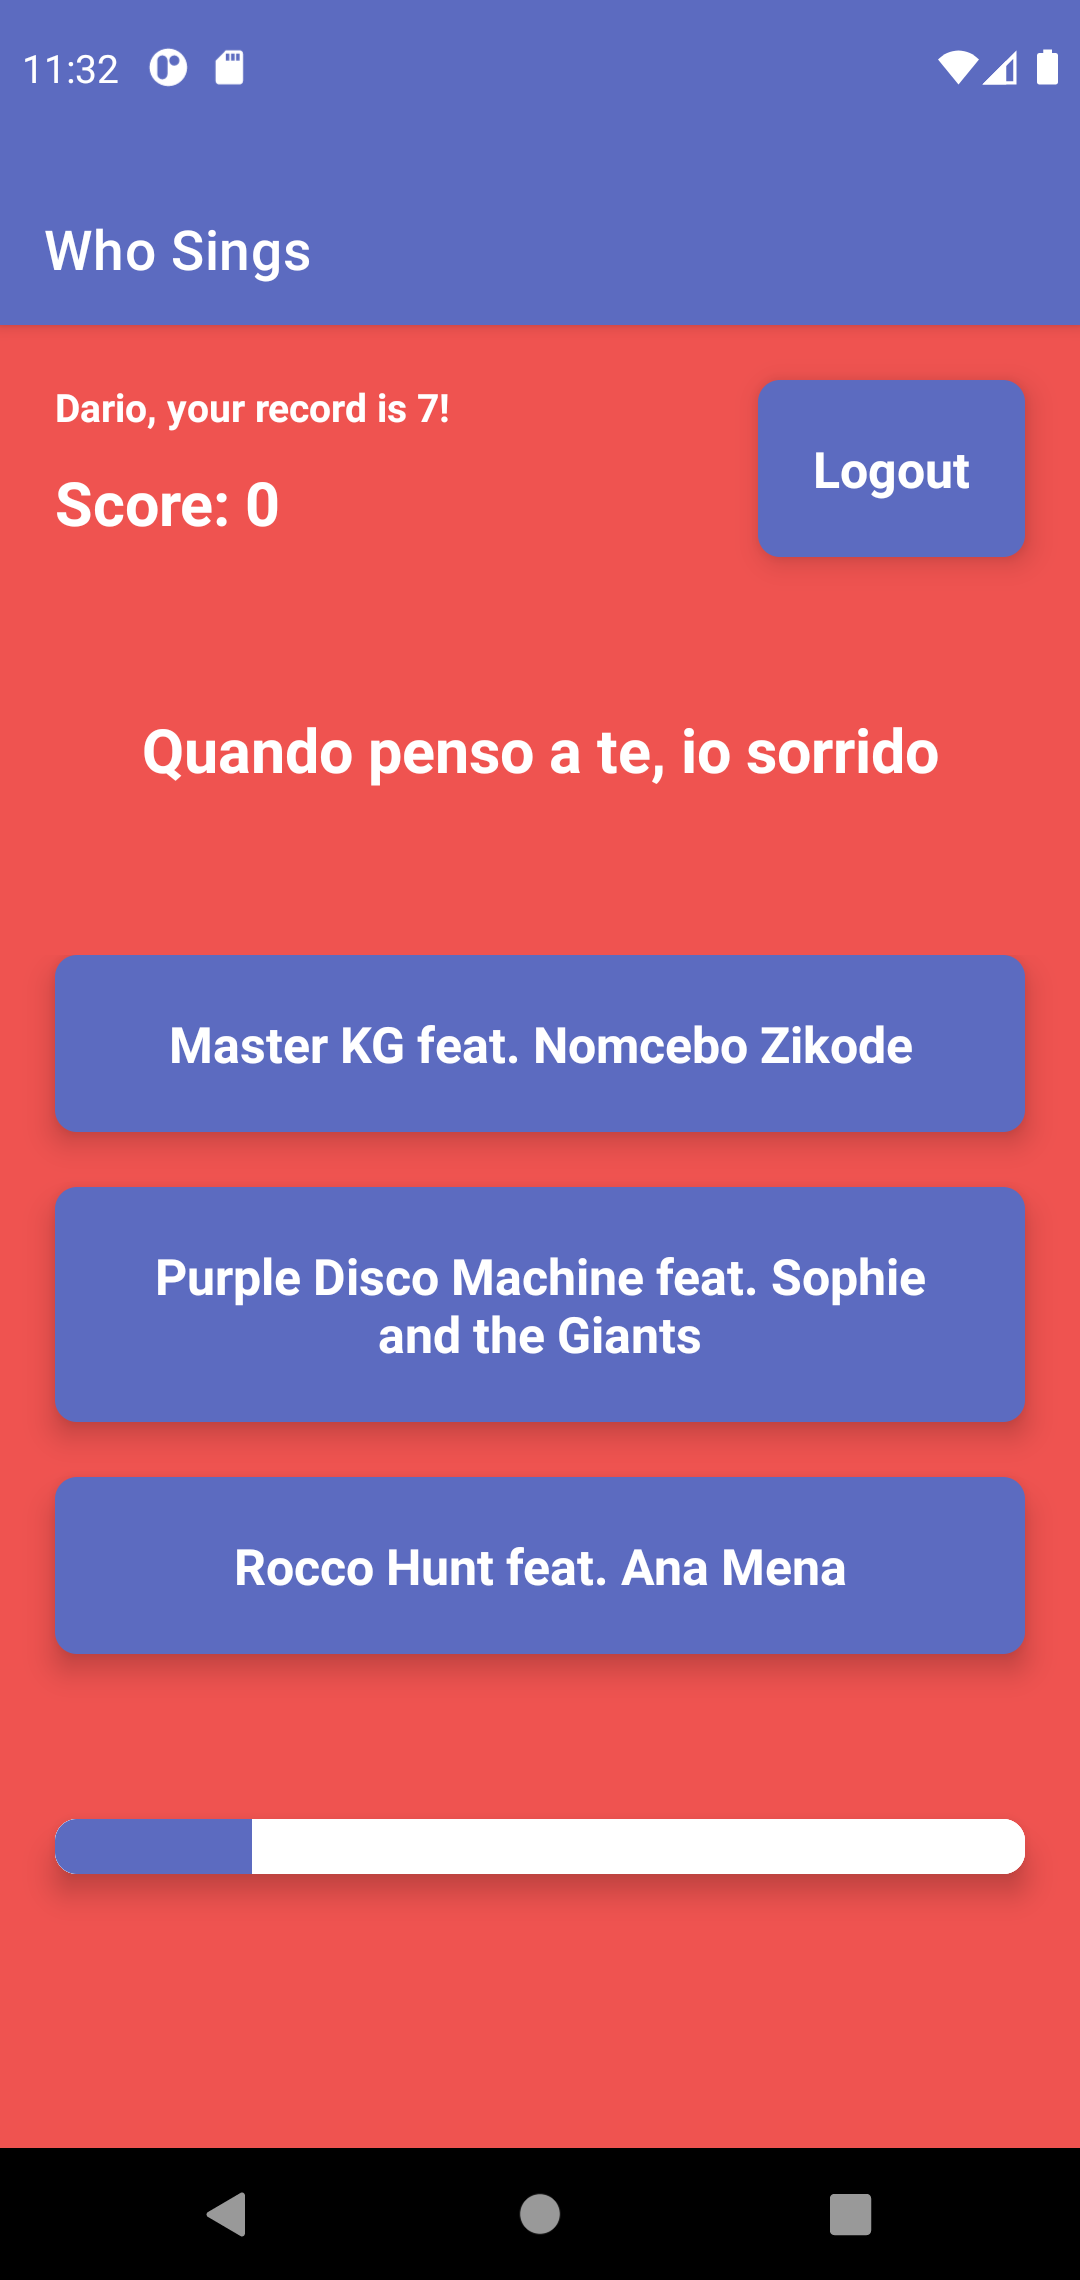 11:32
Who Sings
Dario, your record is 7!
Score: 0
Logout
Quando penso a te, io sorrido
Master KG feat. Nomcebo Zikode
Purple Disco Machine feat. Sophie
and the Giants
Rocco Hunt feat. Ana Mena